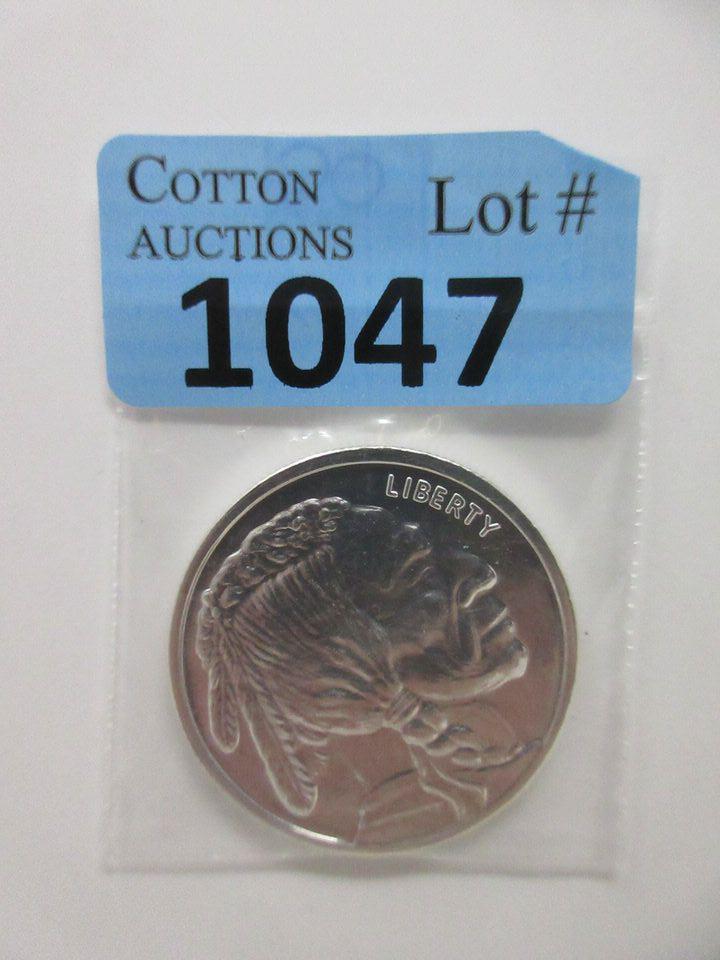 COTTON
AUCTIONS
Lot #
1047
LIBERTY